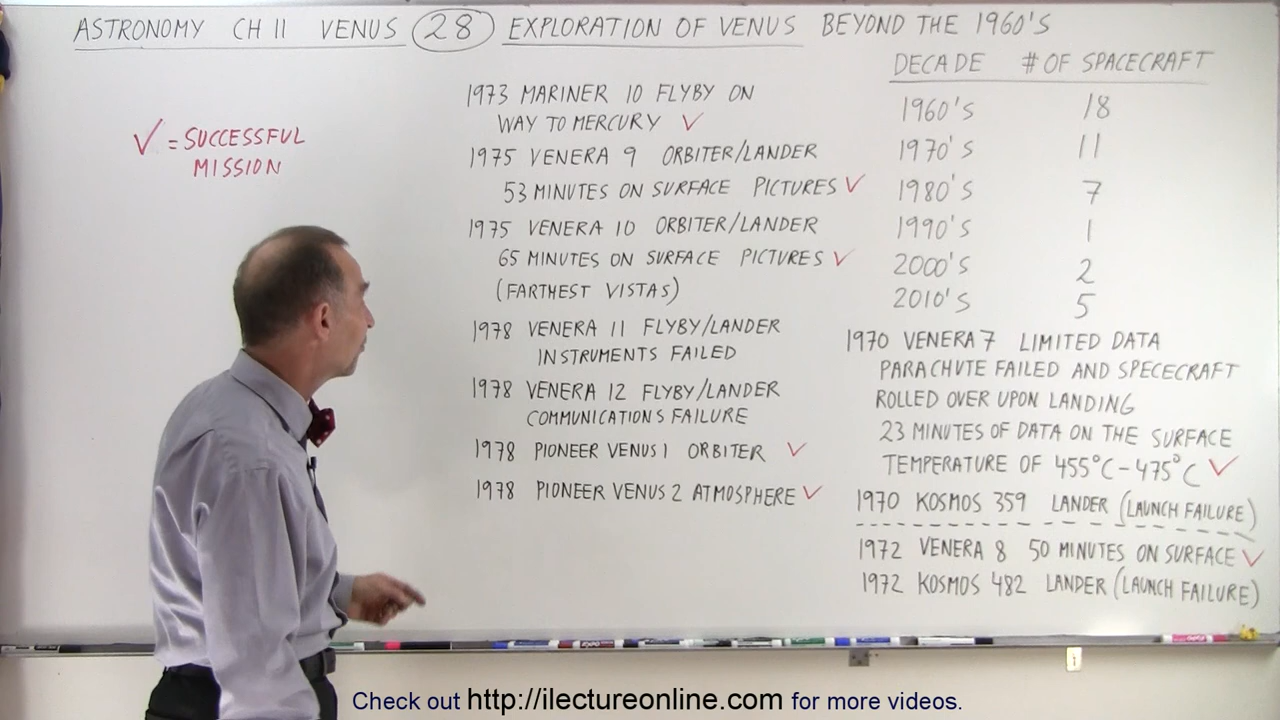 ASTRONOMY CH 11 VENUS 28 EXPLORATION OF VENUS BEYOND THE 1960'S
√ = SUCCESSFUL
MISSION
1973 MARINER 10 FLYBY ON
WAY TO MERCURY √
1975 VENERA 9 ORBITER/LANDER
53 MINUTES ON SURFACE PICTURES √
1975 VENERA 10 ORBITER/LANDER
65 MINUTES ON SURFACE PICTURES √
(FARTHEST VISTAS)
1978 VENERA 11 FLYBY/LANDER
INSTRUMENTS FAILED
1978 VENERA 12 FLYBY/LANDER
COMMUNICATIONS FAILURE
1978 PIONEER VENUS 1 ORBITER √
1978 PIONEER VENUS 2 ATMOSPHERE √
DECADE # OF SPACECRAFT
1960'S 18
1970'S 11
1980'S 7
1990'S 1
2000'S 2
2010'S 5
1970 VENERA 7 LIMITED DATA
PARACHUTE FAILED AND SPECECRAFT
ROLLED OVER UPON LANDING
23 MINUTES OF DATA ON THE SURFACE
TEMPERATURE OF 455°C - 475°C √
1970 KOSMOS 359 LANDER (LAUNCH FAILURE)
1972 VENERA 8 50 MINUTES ON SURFACE √
1972 KOSMOS 482 LANDER (LAUNCH FAILURE)
Check out http://ilectureonline.com for more videos.